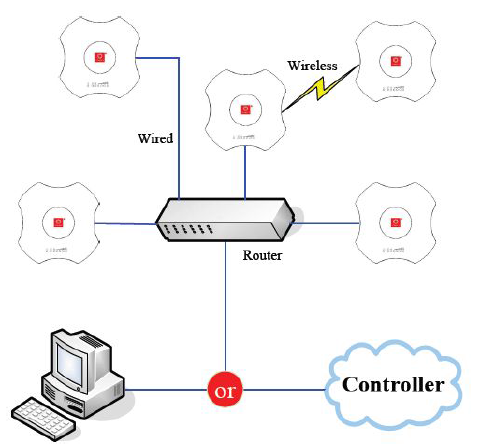 Wireless
Wired
Router
or
Controller